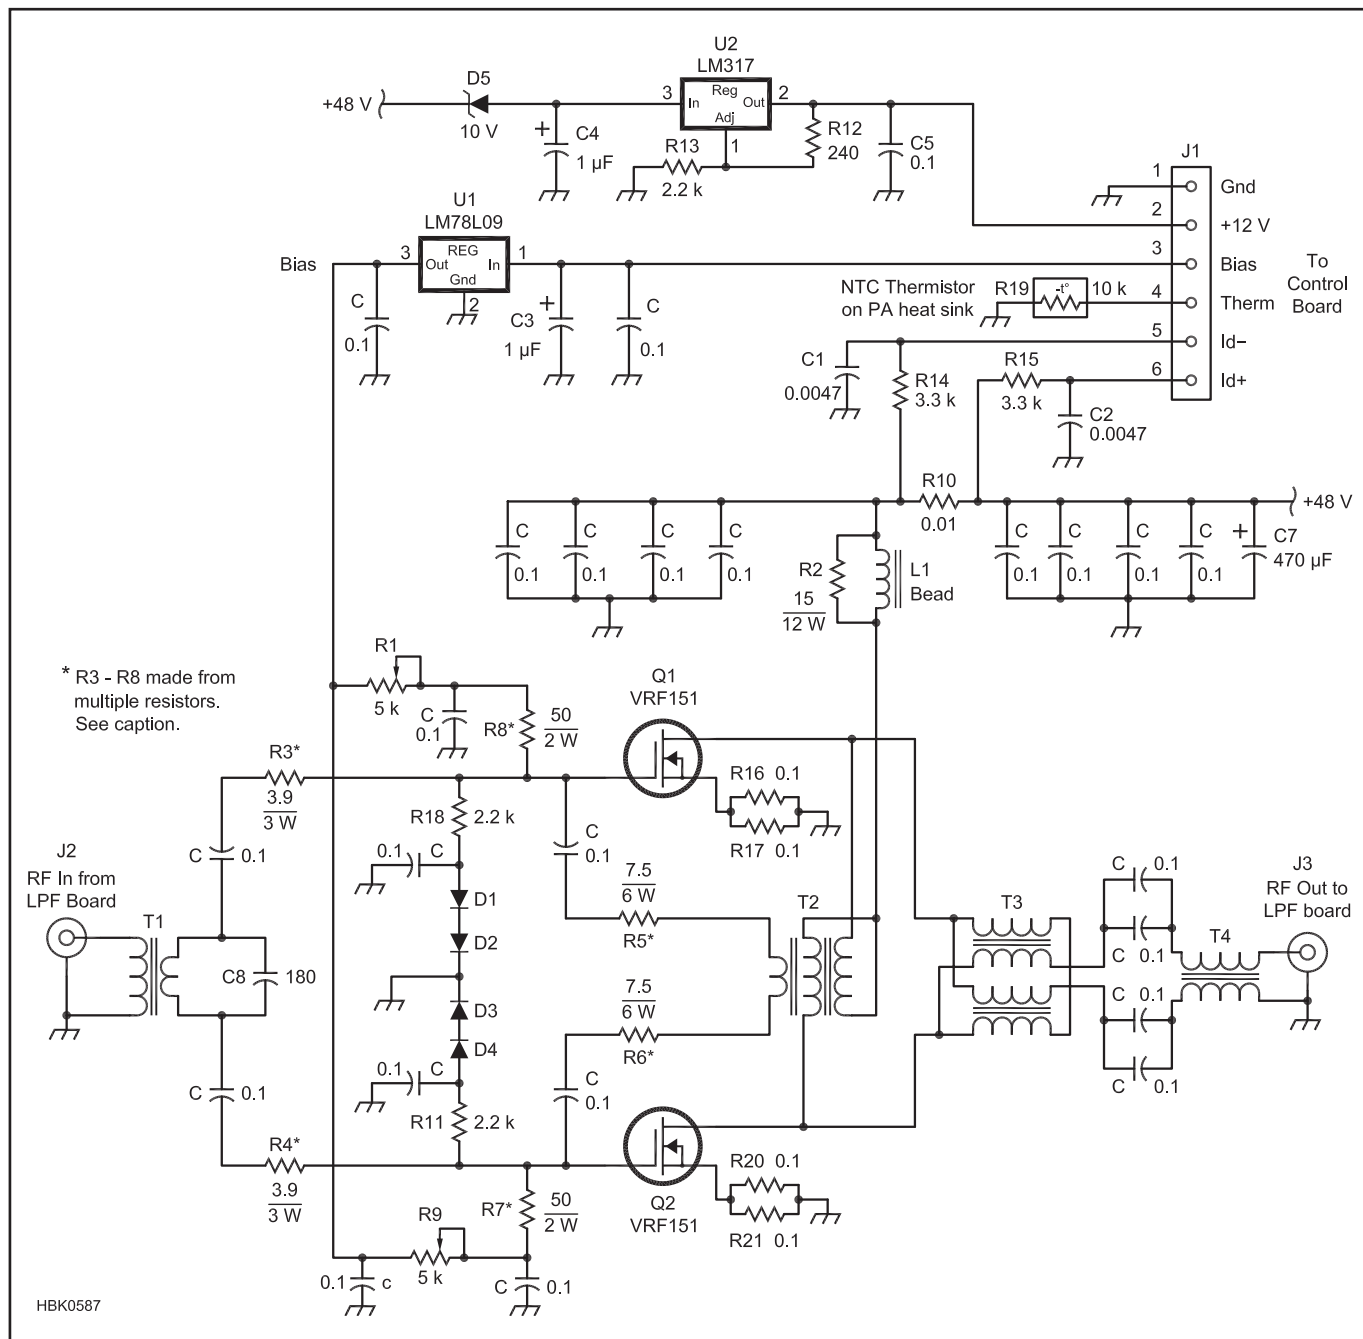 U2
LM317
D5
+48 V
10 V
3
In
Reg
Out
2
Adj
1
+
C4
1 µF
R13
2.2 k
R12
240
C5
0.1
J1
1
Gnd
2
+12 V
3
Bias
4
Therm
5
Id–
6
Id+
To
Control
Board
U1
LM78L09
Bias
3
REG
Out
In
1
Gnd
2
C
0.1
+
C3
1 µF
C
0.1
NTC Thermistor
on PA heat sink
R19
-t°
10 k
C1
0.0047
R14
3.3 k
R15
3.3 k
C2
0.0047
R10
0.01
+48 V
C
0.1
C
0.1
C
0.1
C
0.1
C
0.1
C
0.1
C
0.1
C
0.1
+
C7
470 µF
R2
15
12 W
L1
Bead
* R3 - R8 made from
multiple resistors.
See caption.
R1
5 k
C
0.1
R8*
50
2 W
Q1
VRF151
R3*
3.9
3 W
R16 0.1
R17 0.1
R18
2.2 k
C
0.1
0.1
C
C
0.1
J2
RF In from
LPF Board
T1
C8
180
D1
D2
D3
D4
7.5
6 W
R5*
7.5
6 W
R6*
T2
T3
C
0.1
C
0.1
C
0.1
C
0.1
T4
J3
RF Out to
LPF board
C
0.1
0.1
C
R11
2.2 k
C
0.1
R4*
3.9
3 W
Q2
VRF151
R20 0.1
R21 0.1
R7*
50
2 W
R9
5 k
0.1
c
C
0.1
HBK0587